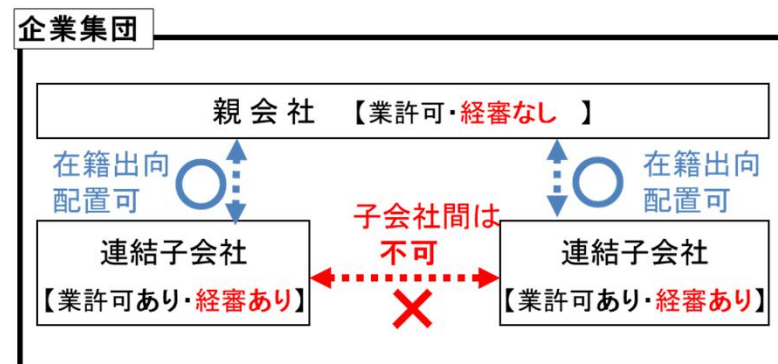 企業集団
親会社 【業許可・経審なし 】
在籍出向
配置可
在籍出向
配置可
子会社間は
不可
連結子会社
【業許可あり・経審あり】
連結子会社
【業許可あり・経審あり】